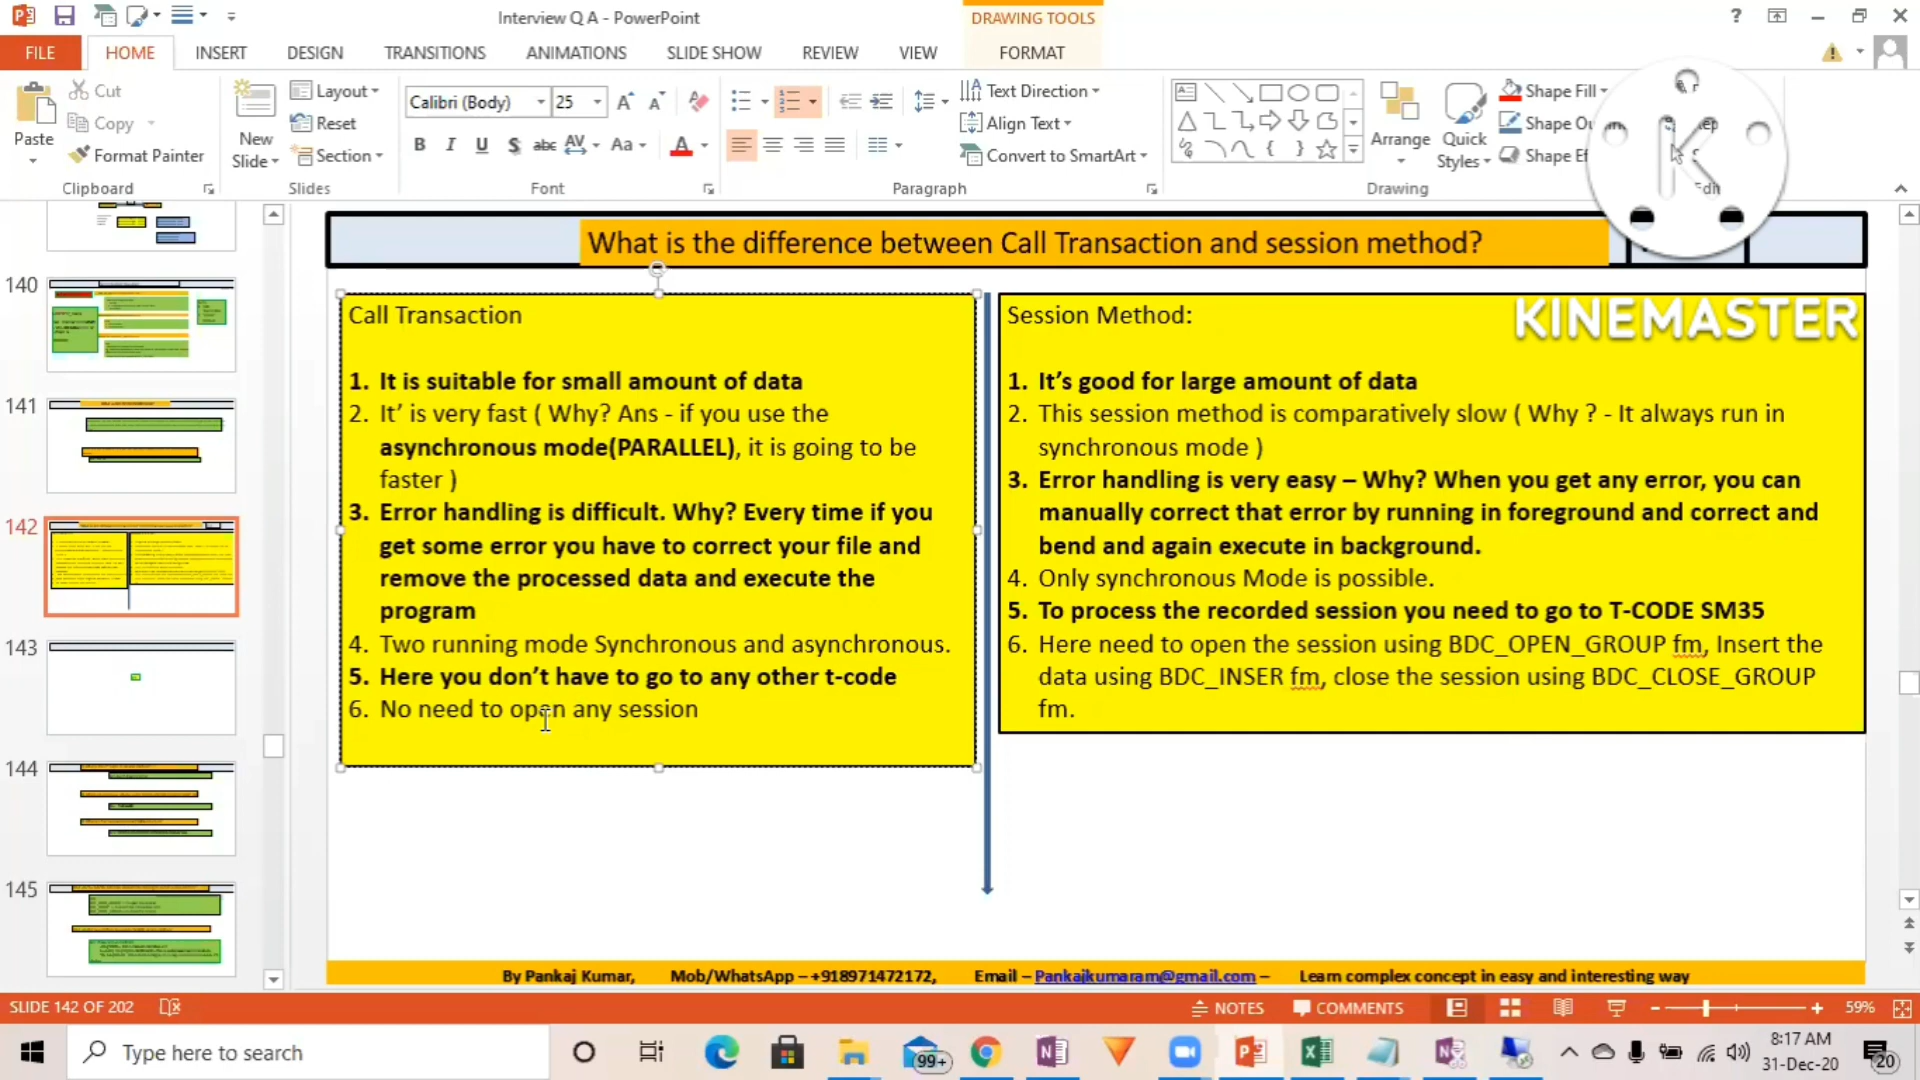 Interview Q A - PowerPoint
DRAWING TOOLS
FILE
HOME
INSERT
DESIGN
TRANSITIONS
ANIMATIONS
SLIDE SHOW
REVIEW
VIEW
FORMAT
Paste
Cut
Copy
Format Painter
Clipboard
New Slide
Layout
Reset
Section
Slides
Calibri (Body)
25
Font
Text Direction
Align Text
Convert to SmartArt
Paragraph
Arrange
Quick Styles
Shape Fill
Drawing
K
What is the difference between Call Transaction and session method?
KINEMASTER
Call Transaction
1. It is suitable for small amount of data
2. It' is very fast ( Why? Ans - if you use the
asynchronous mode(PARALLEL), it is going to be
faster )
3. Error handling is difficult. Why? Every time if you
get some error you have to correct your file and
remove the processed data and execute the
program
4. Two running mode Synchronous and asynchronous.
5. Here you don't have to go to any other t-code
6. No need to open any session
Session Method:
1. It's good for large amount of data
2. This session method is comparatively slow ( Why ? - It always run in
synchronous mode )
3. Error handling is very easy – Why? When you get any error, you can
manually correct that error by running in foreground and correct and
bend and again execute in background.
4. Only synchronous Mode is possible.
5. To process the recorded session you need to go to T-CODE SM35
6. Here need to open the session using BDC_OPEN_GROUP fm, Insert the
data using BDC_INSER fm, close the session using BDC_CLOSE_GROUP
fm.
140
141
142
143
144
145
By Pankaj Kumar, Mob/WhatsApp – +918971472172, Email – Pankajkumaram@gmail.com – Learn complex concept in easy and interesting way
SLIDE 142 OF 202
NOTES
COMMENTS
59%
Type here to search
99+
8:17 AM
31-Dec-20
20